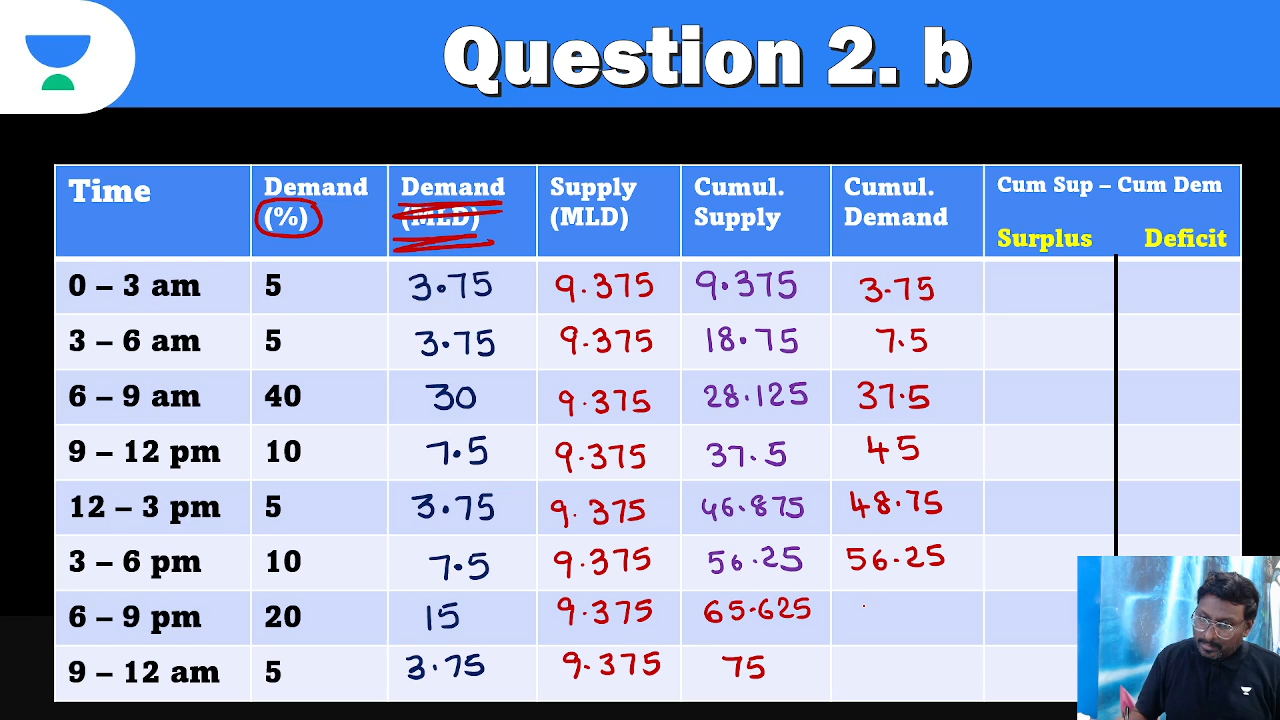 Question 2. b
Time Demand (%) Demand (MLD) Supply (MLD) Cumul. Supply Cumul. Demand Cum Sup – Cum Dem
Surplus Deficit
0 – 3 am 5 3.75 9.375 9.375 3.75
3 – 6 am 5 3.75 9.375 18.75 7.5
6 – 9 am 40 30 9.375 28.125 37.5
9 – 12 pm 10 7.5 9.375 37.5 45
12 – 3 pm 5 3.75 9.375 46.875 48.75
3 – 6 pm 10 7.5 9.375 56.25 56.25
6 – 9 pm 20 15 9.375 65.625
9 – 12 am 5 3.75 9.375 75